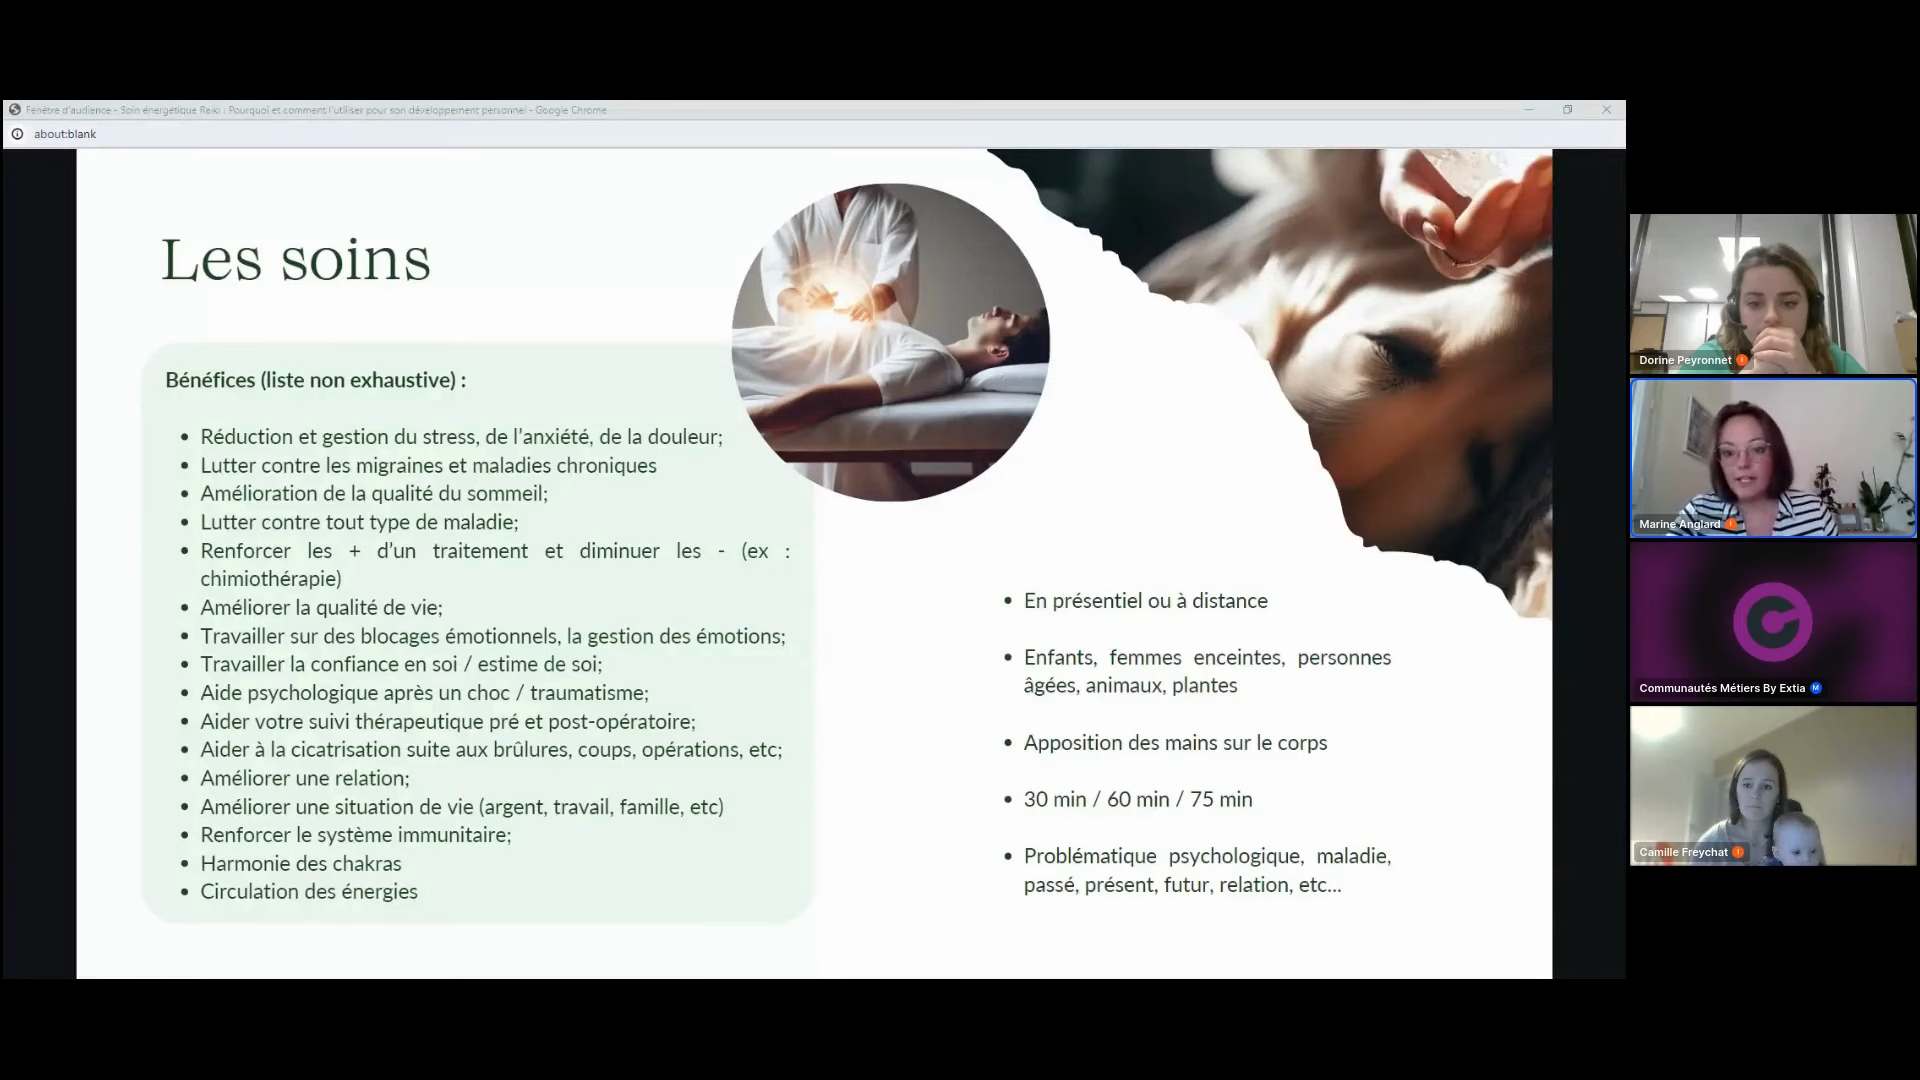 Fenêtre d'audience - Soin énergétique Reiki : Pourquoi et comment l'utiliser pour son développement personnel - Google Chrome
about:blank
Les soins
Bénéfices (liste non exhaustive) :
• Réduction et gestion du stress, de l'anxiété, de la douleur;
• Lutter contre les migraines et maladies chroniques
• Amélioration de la qualité du sommeil;
• Lutter contre tout type de maladie;
• Renforcer les + d'un traitement et diminuer les - (ex :
chimiothérapie)
• Améliorer la qualité de vie;
• Travailler sur des blocages émotionnels, la gestion des émotions;
• Travailler la confiance en soi / estime de soi;
• Aide psychologique après un choc / traumatisme;
• Aider votre suivi thérapeutique pré et post-opératoire;
• Aider à la cicatrisation suite aux brûlures, coups, opérations, etc;
• Améliorer une relation;
• Améliorer une situation de vie (argent, travail, famille, etc)
• Renforcer le système immunitaire;
• Harmonie des chakras
• Circulation des énergies
• En présentiel ou à distance
• Enfants, femmes enceintes, personnes
âgées, animaux, plantes
• Apposition des mains sur le corps
• 30 min / 60 min / 75 min
• Problématique psychologique, maladie,
passé, présent, futur, relation, etc...
Dorine Peyronnet
Marine Anglard
Communautés Métiers By Extia M
Camille Freychat